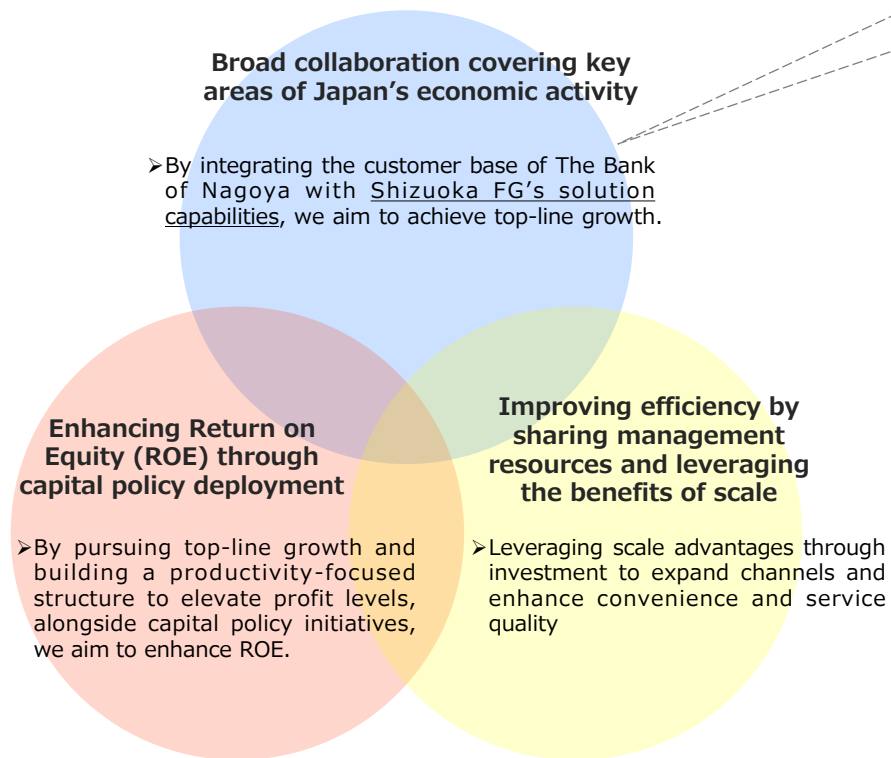 Broad collaboration covering key
areas of Japan’s economic activity
➢By integrating the customer base of The Bank
of Nagoya with Shizuoka FG’s solution
capabilities, we aim to achieve top-line growth.
Enhancing Return on
Equity (ROE) through
capital policy deployment
➢By pursuing top-line growth and
building a productivity-focused
structure to elevate profit levels,
alongside capital policy initiatives,
we aim to enhance ROE.
Improving efficiency by
sharing management
resources and leveraging
the benefits of scale
➢Leveraging scale advantages through
investment to expand channels and
enhance convenience and service
quality